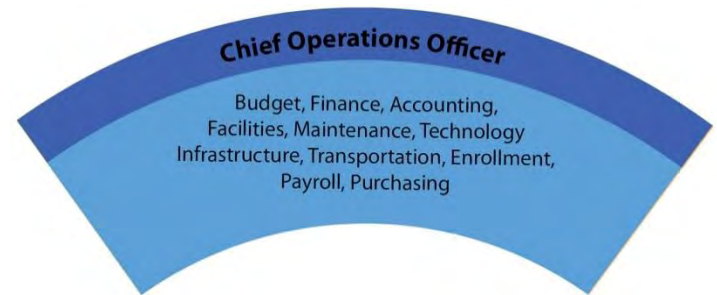 Chief Operations Officer
Budget, Finance, Accounting,
Facilities, Maintenance, Technology
Infrastructure, Transportation, Enrollment,
Payroll, Purchasing